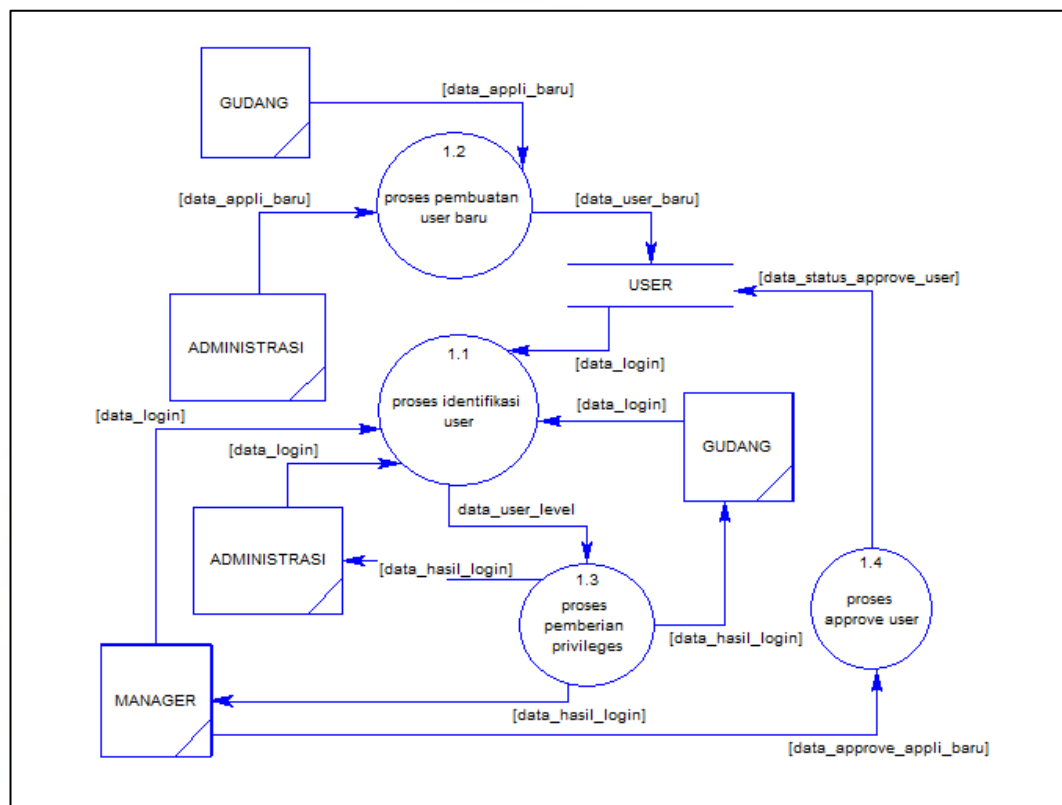 [data_appli_baru]
GUDANG
1.2
[data_appli_baru]
proses pembuatan
user baru
[data_user_baru]
[data_status_approve_user]
USER
ADMINISTRASI
1.1
[data_login]
proses identifikasi
user
[data_login]
[data_login]
GUDANG
[data_login]
data_user_level
ADMINISTRASI
[data_hasil_login]
1.3
proses
pemberian
privileges
1.4
proses
approve user
[data_hasil_login]
MANAGER
[data_hasil_login]
[data_approve_appli_baru]